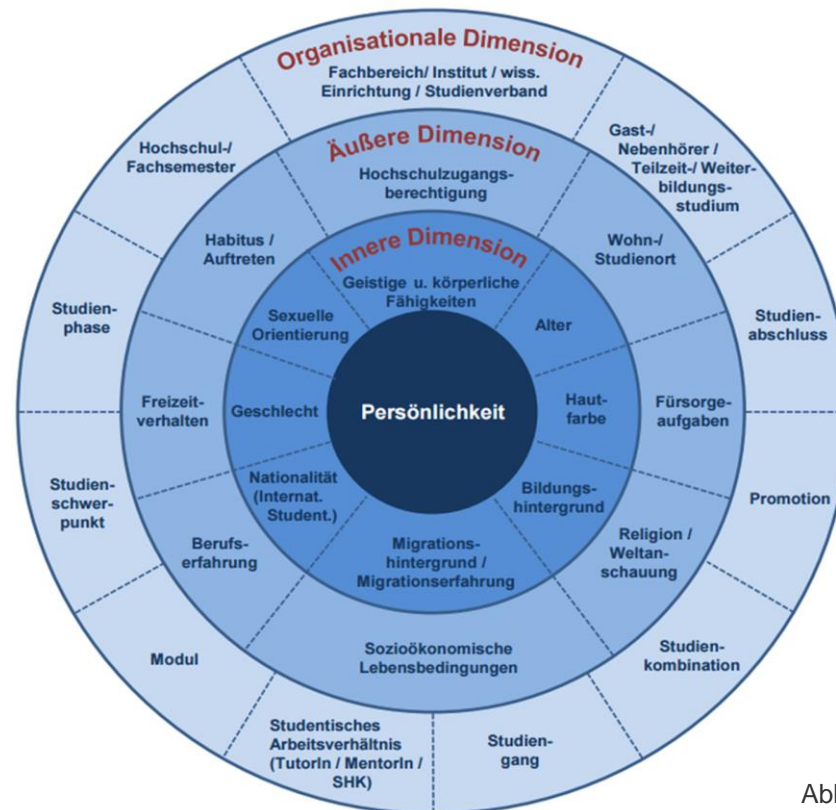 Organisationale Dimension
Fachbereich/ Institut / wiss.
Einrichtung / Studienverband
Gast-/
Nebenhörer /
Teilzeit-/ Weiter-
bildungs-
studium
Studien-
abschluss
Promotion
Studien-
kombination
Studien-
gang
Studentisches
Arbeitsverhältnis
(TutorIn / MentorIn /
SHK)
Modul
Studien-
schwer-
punkt
Studien-
phase
Hochschul-/
Fachsemester
Äußere Dimension
Hochschulzugangs-
berechtigung
Wohn-/
Studienort
Fürsorge-
aufgaben
Religion /
Weltan-
schauung
Sozioökonomische
Lebensbedingungen
Berufs-
erfahrung
Freizeit-
verhalten
Habitus /
Auftreten
Innere Dimension
Geistige u. körperliche
Fähigkeiten
Alter
Haut-
farbe
Bildungs-
hintergrund
Migrations-
hintergrund /
Migrationserfahrung
Nationalität
(Internat.
Student.)
Geschlecht
Sexuelle
Orientierung
Persönlichkeit